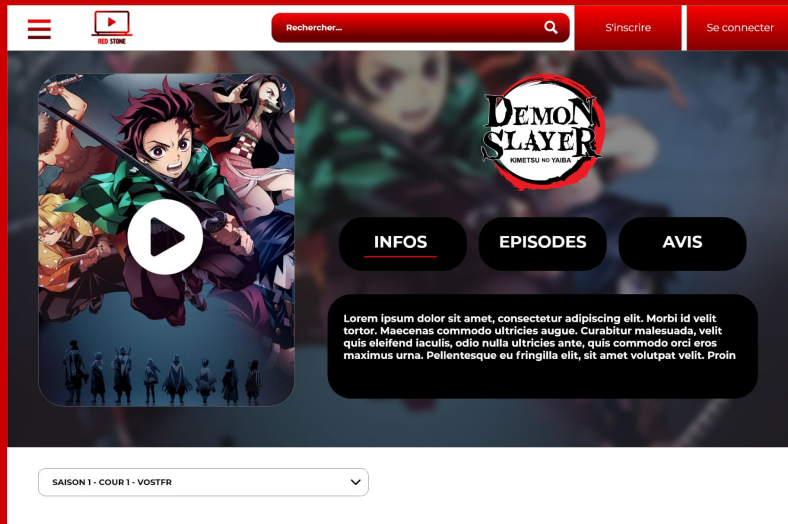 RED STONE
Rechercher...
S'inscrire
Se connecter
DEMON
SLAYER
KIMETSU NO YAIBA
INFOS
EPISODES
AVIS
Lorem ipsum dolor sit amet, consectetur adipiscing elit. Morbi id velit
tortor. Maecenas commodo ultricies augue. Curabitur malesuada, velit
quis eleifend iaculis, odio nulla ultricies ante, quis commodo orci eros
maximus urna. Pellentesque eu fringilla elit, sit amet volutpat velit. Proin
SAISON 1 - COUR 1 - VOSTFR